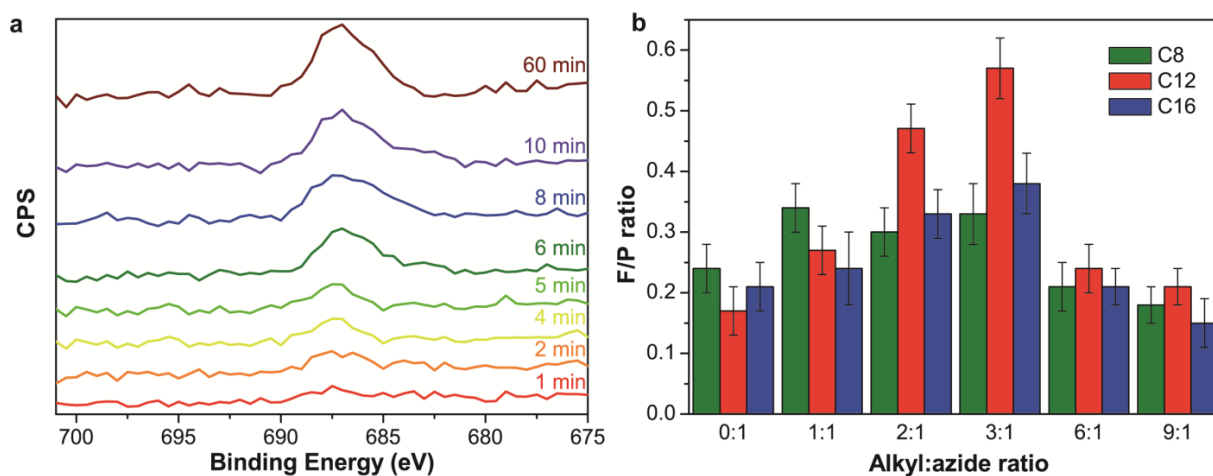 a
CPS
60 min
10 min
8 min
6 min
5 min
4 min
2 min
1 min
700 695 690 685 680 675
Binding Energy (eV)
b
F/P ratio
0.6
0.5
0.4
0.3
0.2
0.1
0.0
C8
C12
C16
0:1 1:1 2:1 3:1 6:1 9:1
Alkyl:azide ratio